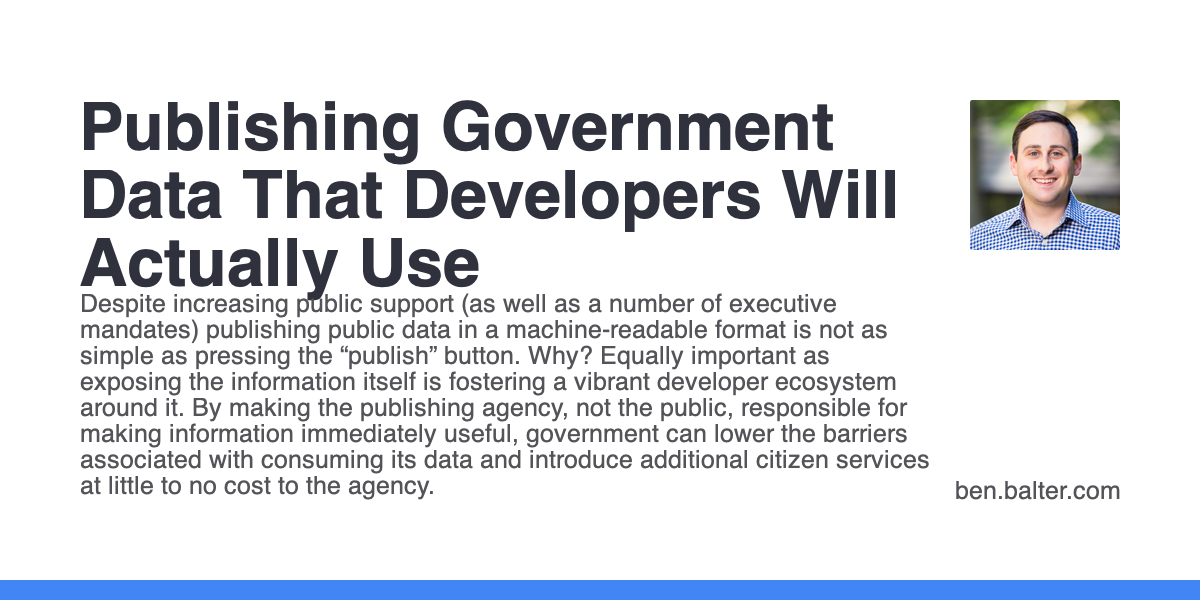 Publishing Government
Data That Developers Will
Actually Use
Despite increasing public support (as well as a number of executive
mandates) publishing public data in a machine-readable format is not as
simple as pressing the “publish” button. Why? Equally important as
exposing the information itself is fostering a vibrant developer ecosystem
around it. By making the publishing agency, not the public, responsible for
making information immediately useful, government can lower the barriers
associated with consuming its data and introduce additional citizen services
at little to no cost to the agency.
ben.balter.com